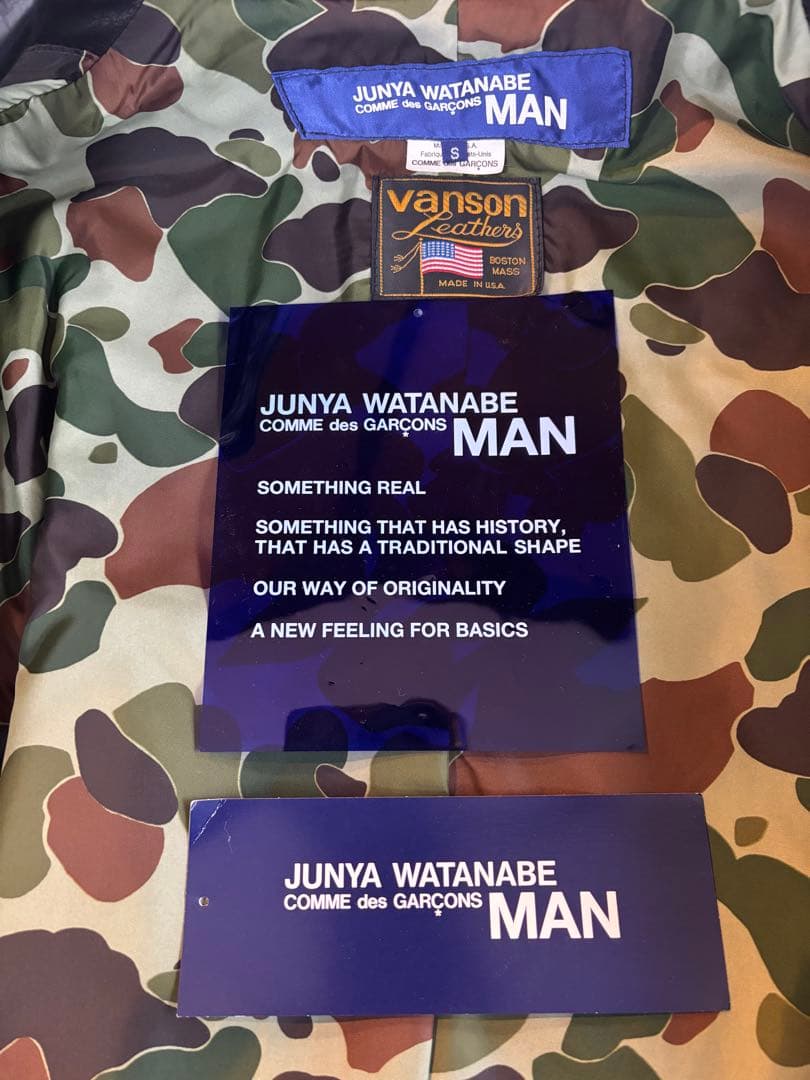 JUNYA WATANABE
COMME des GARÇONS MAN
S
COMME GARCONS
vanson
Leathers
BOSTON
MASS
MADE IN U.S.A.
JUNYA WATANABE
COMME des GARÇONS MAN
SOMETHING REAL
SOMETHING THAT HAS HISTORY,
THAT HAS A TRADITIONAL SHAPE
OUR WAY OF ORIGINALITY
A NEW FEELING FOR BASICS
JUNYA WATANABE
COMME des GARÇONS MAN